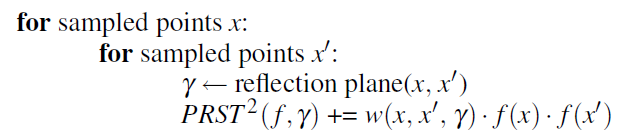 for sampled points x:
for sampled points x′:
γ ← reflection plane(x, x′)
PRST²(f, γ) += w(x, x′, γ) · f(x) · f(x′)